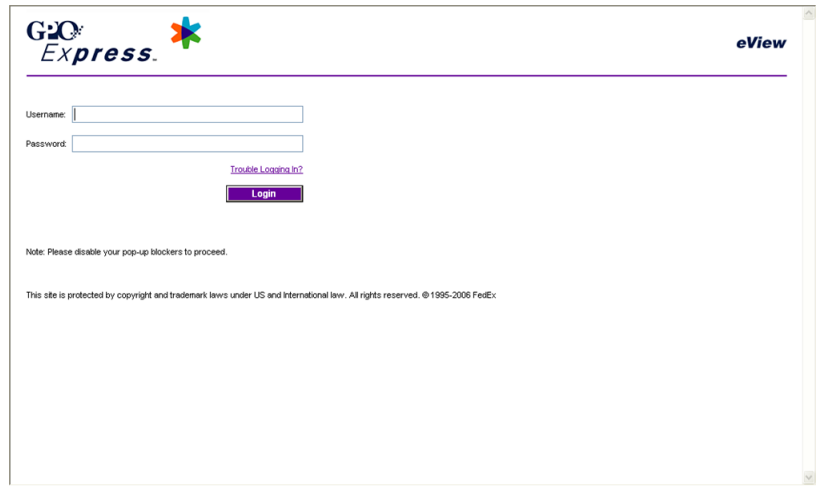 GPO
Express™
eView
Username:
Password:
Trouble Logging In?
Login
Note: Please disable your pop-up blockers to proceed.
This site is protected by copyright and trademark laws under US and International law. All rights reserved. © 1995-2006 FedEx